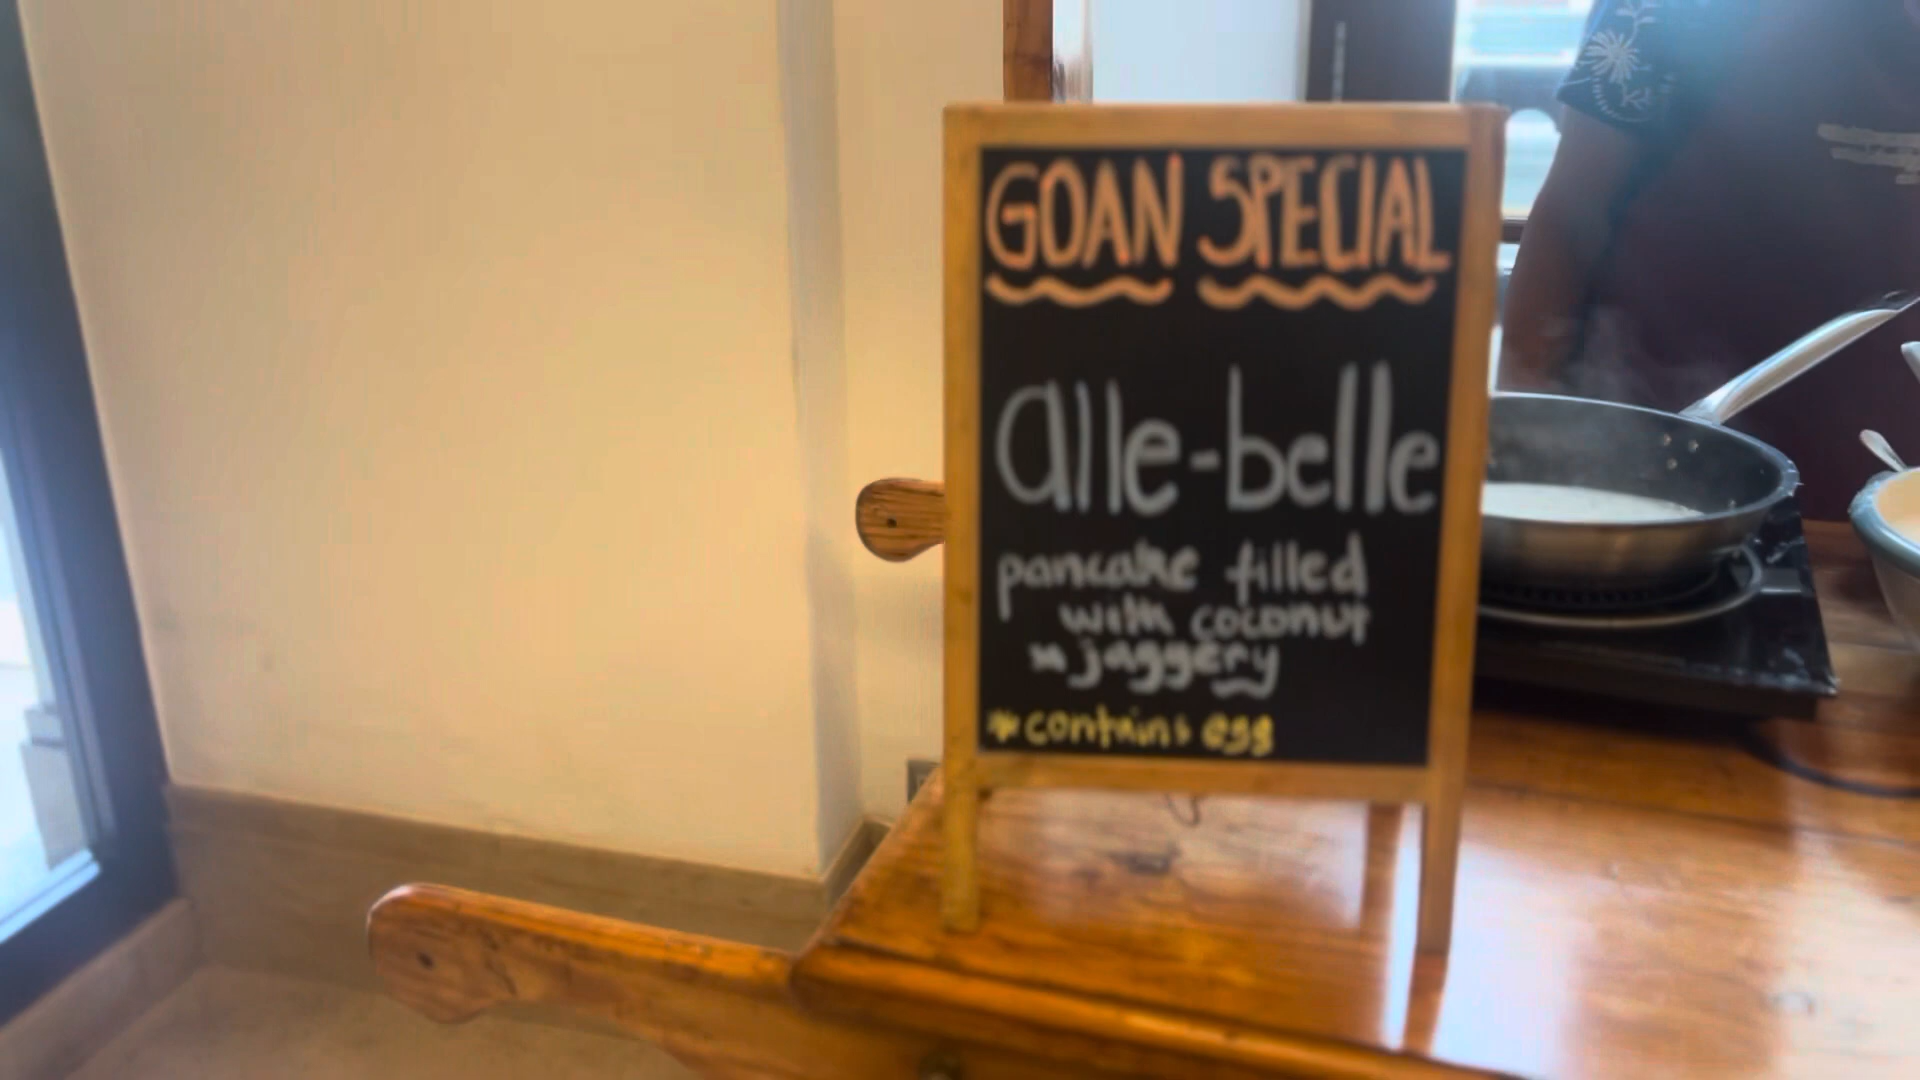 GOAN SPECIAL
alle-belle
pancake filled
with coconut
* jaggery
* contains egg